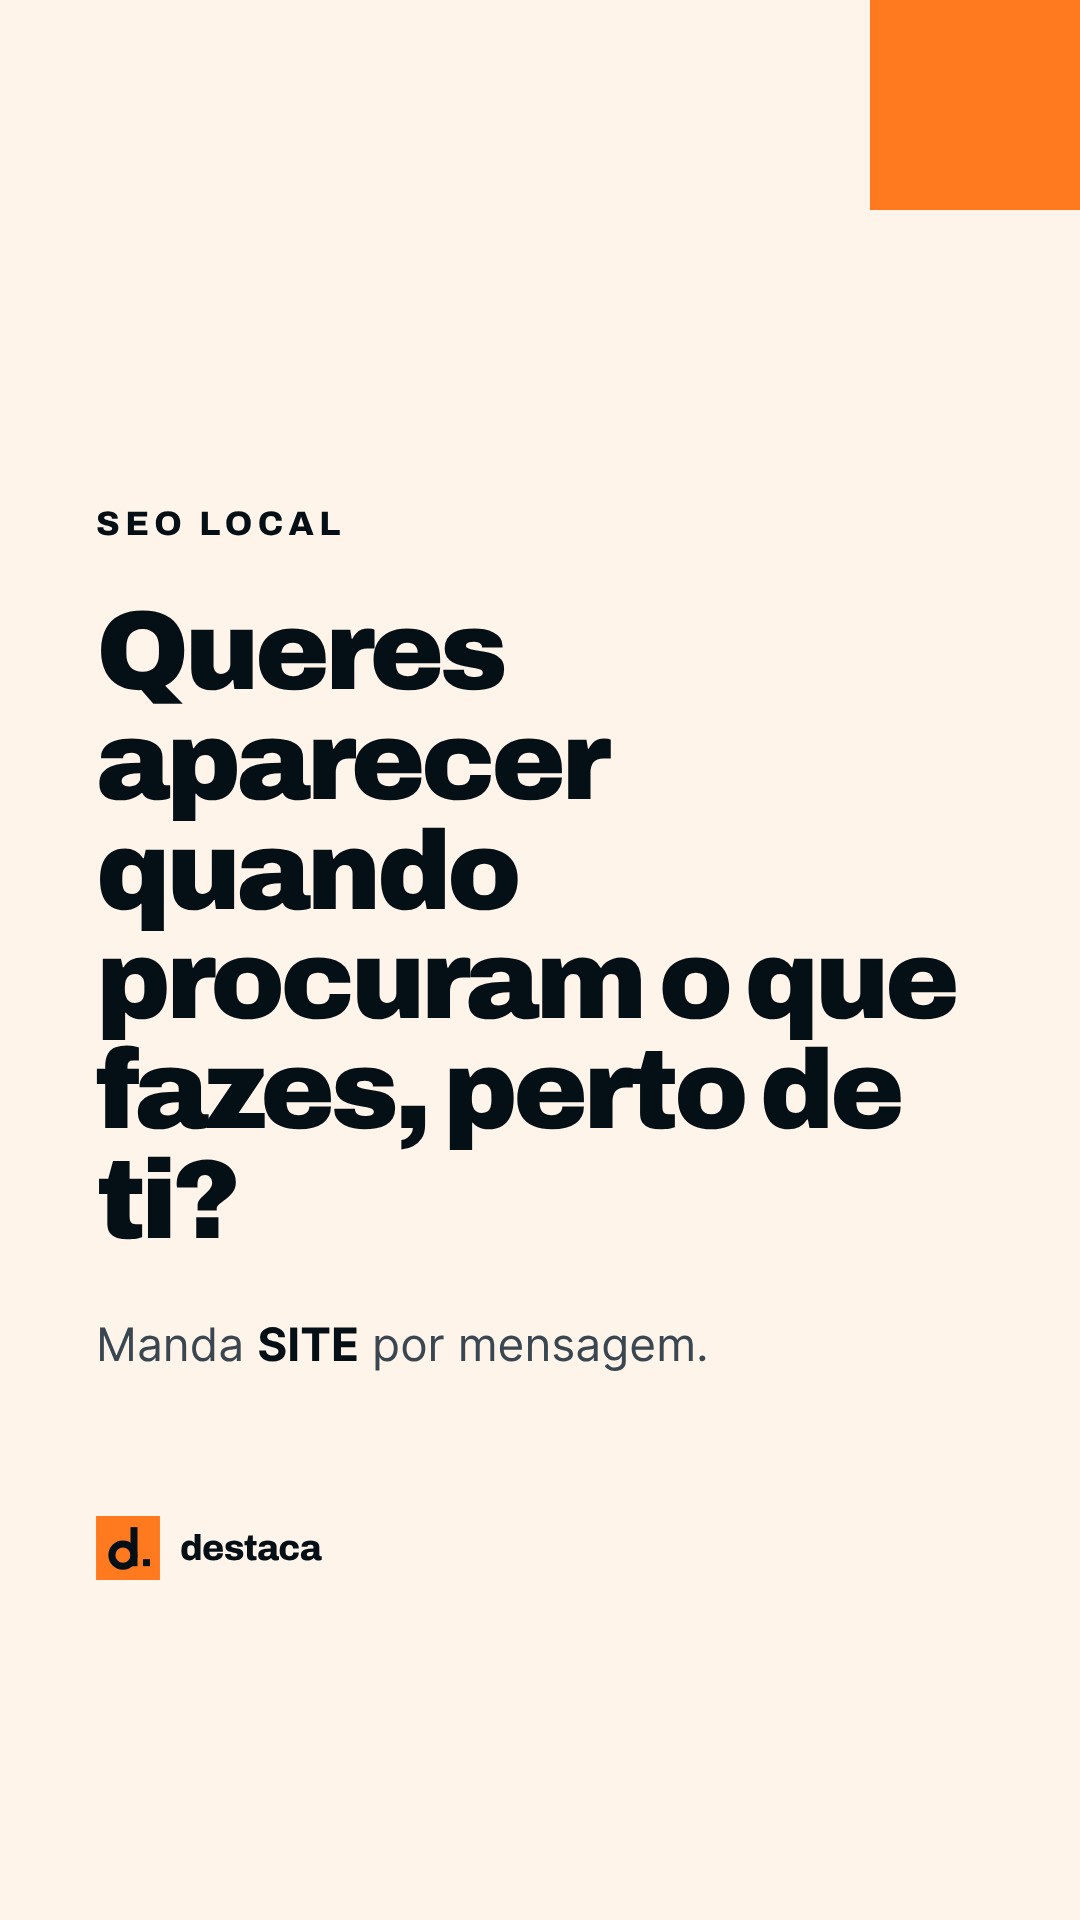 SEO LOCAL
Queres
aparecer
quando
procuram o que
fazes, perto de
ti?
Manda SITE por mensagem.
d. destaca